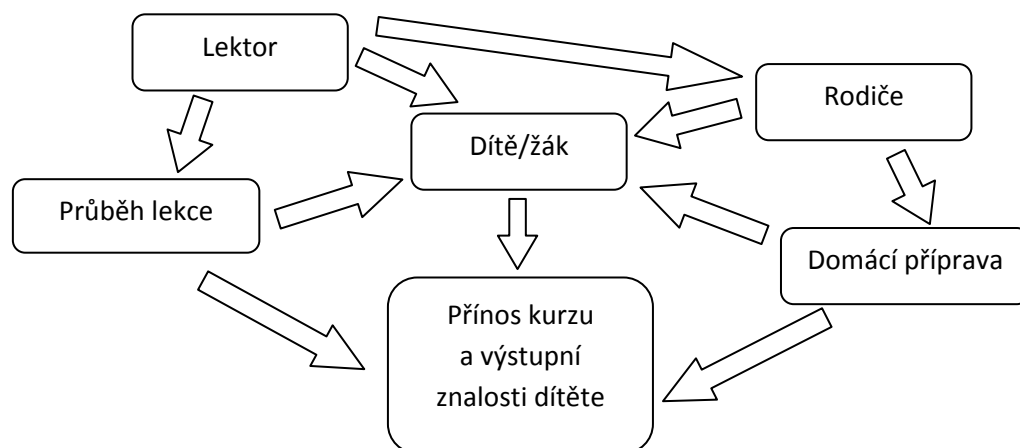 Lektor
Rodiče
Dítě/žák
Průběh lekce
Domácí příprava
Přínos kurzu
a výstupní
znalosti dítěte